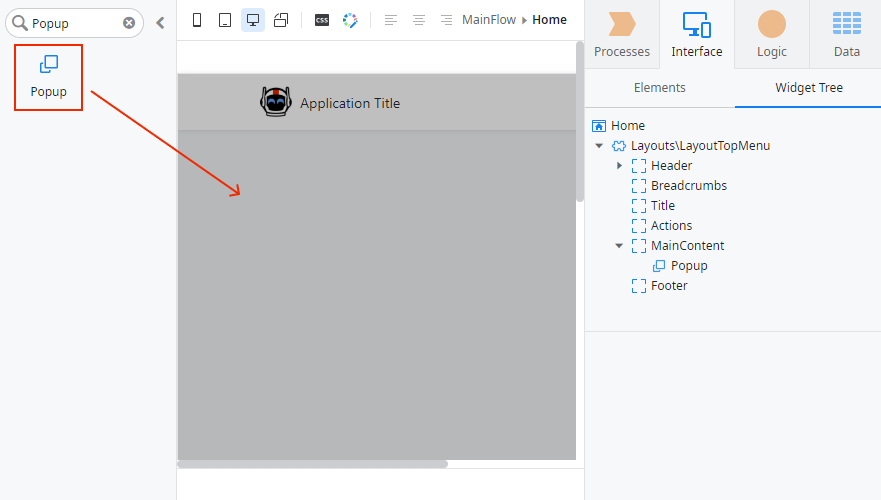 Popup
Popup
CSS
MainFlow Home
Application Title
Processes Interface Logic Data
Elements Widget Tree
Home
Layouts\LayoutTopMenu
Header
Breadcrumbs
Title
Actions
MainContent
Popup
Footer